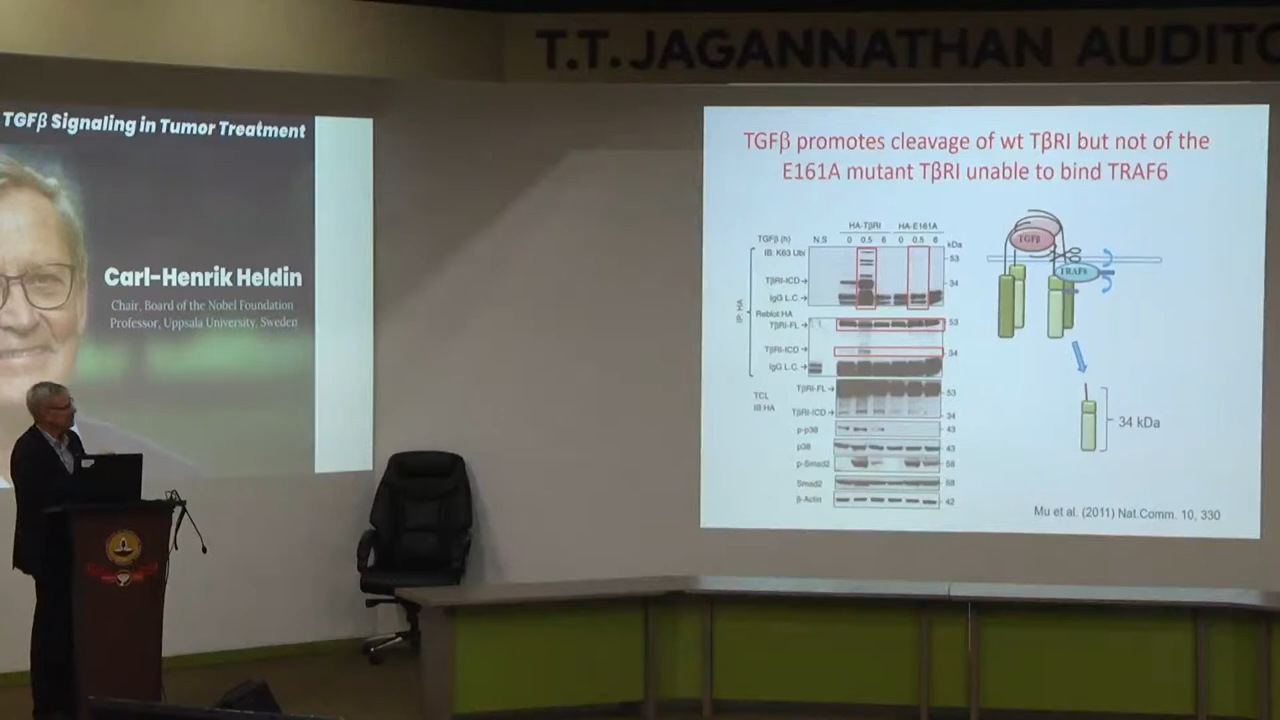 T.T. JAGANNATHAN AUDITO
TGFβ Signaling in Tumor Treatment
Carl-Henrik Heldin
Chair, Board of the Nobel Foundation
Professor, Uppsala University, Sweden
TGFβ promotes cleavage of wt TβRI but not of the
E161A mutant TβRI unable to bind TRAF6
HA-TβRI HA-E161A
TGFβ (h) N.S 0 0.5 6 0 0.5 6 kDa
IB: K63 Ubi 53
TβRI-ICD 34
IgG L.C.
IP: HA
Reblot:HA
TβRI-FL 53
TβRI-ICD 34
IgG L.C.
TCL
IB:HA
TβRI-FL 53
TβRI-ICD 34
p-p38 43
p38 43
p-Smad2 58
Smad2 58
β-Actin 42
TGFβ
TRAF6
34 kDa
Mu et al. (2011) Nat.Comm. 10, 330